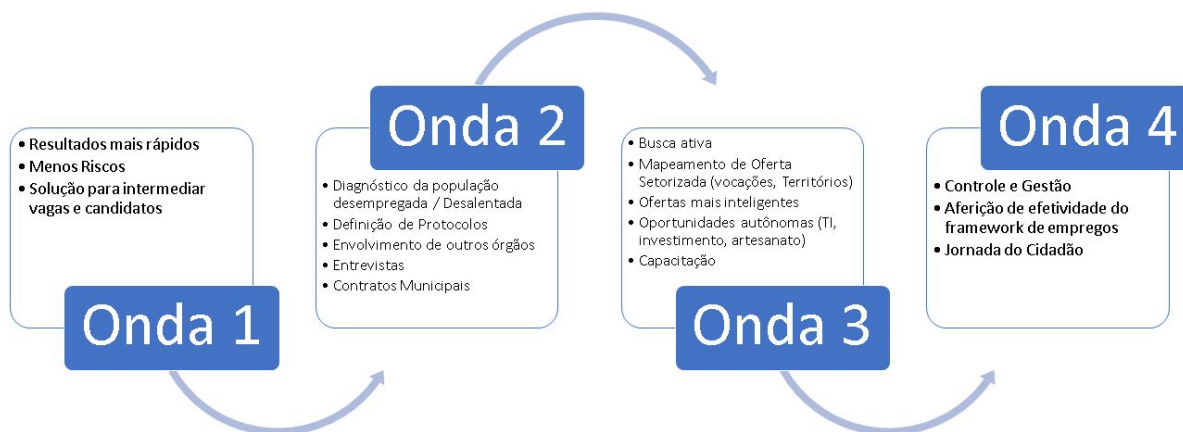 • Resultados mais rápidos
• Menos Riscos
• Solução para intermediar
vagas e candidatos
Onda 1
Onda 2
• Diagnóstico da população
desempregada / Desalentada
• Definição de Protocolos
• Envolvimento de outros órgãos
• Entrevistas
• Contratos Municipais
• Busca ativa
• Mapeamento de Oferta
Setorizada (vocações, Territórios)
• Ofertas mais inteligentes
• Oportunidades autônomas (TI,
investimento, artesanato)
• Capacitação
Onda 3
Onda 4
• Controle e Gestão
• Aferição de efetividade do
framework de empregos
• Jornada do Cidadão